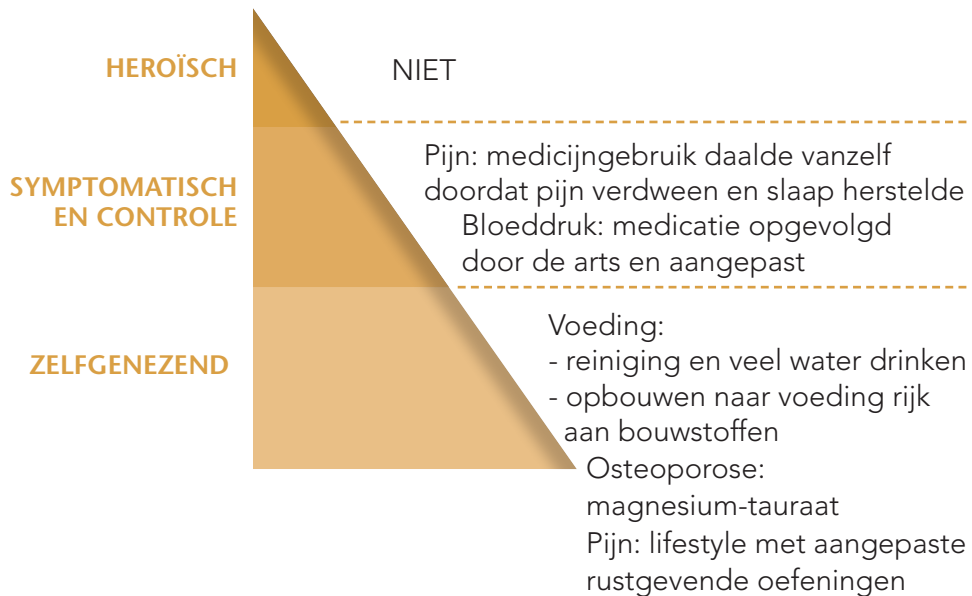 HEROÏSCH
NIET
SYMPTOMATISCH
EN CONTROLE
Pijn: medicijngebruik daalde vanzelf
doordat pijn verdween en slaap herstelde
Bloeddruk: medicatie opgevolgd
door de arts en aangepast
ZELFGENEZEND
Voeding:
- reiniging en veel water drinken
- opbouwen naar voeding rijk
aan bouwstoffen
Osteoporose:
magnesium-tauraat
Pijn: lifestyle met aangepaste
rustgevende oefeningen